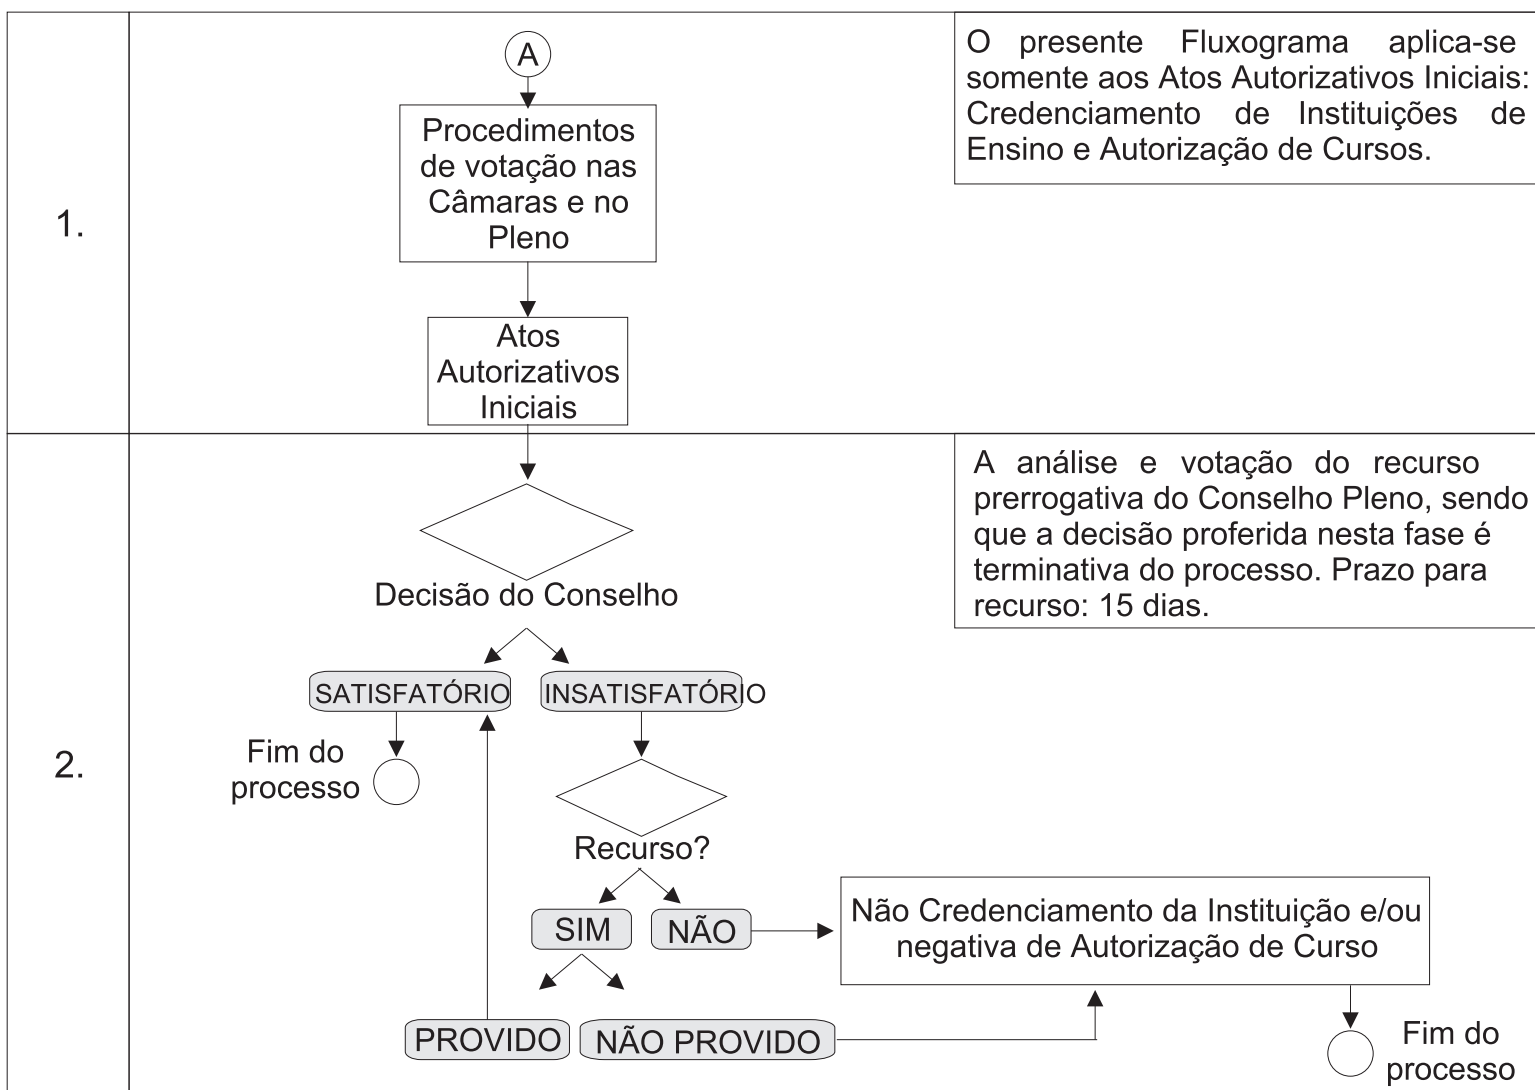 1.
A
Procedimentos
de votação nas
Câmaras e no
Pleno
Atos
Autorizativos
Iniciais
O presente Fluxograma aplica-se
somente aos Atos Autorizativos Iniciais:
Credenciamento de Instituições de
Ensino e Autorização de Cursos.
2.
A análise e votação do recurso
prerrogativa do Conselho Pleno, sendo
que a decisão proferida nesta fase é
terminativa do processo. Prazo para
recurso: 15 dias.
Decisão do Conselho
SATISFATÓRIO
INSATISFATÓRIO
Fim do
processo
Recurso?
SIM
NÃO
Não Credenciamento da Instituição e/ou
negativa de Autorização de Curso
PROVIDO
NÃO PROVIDO
Fim do
processo